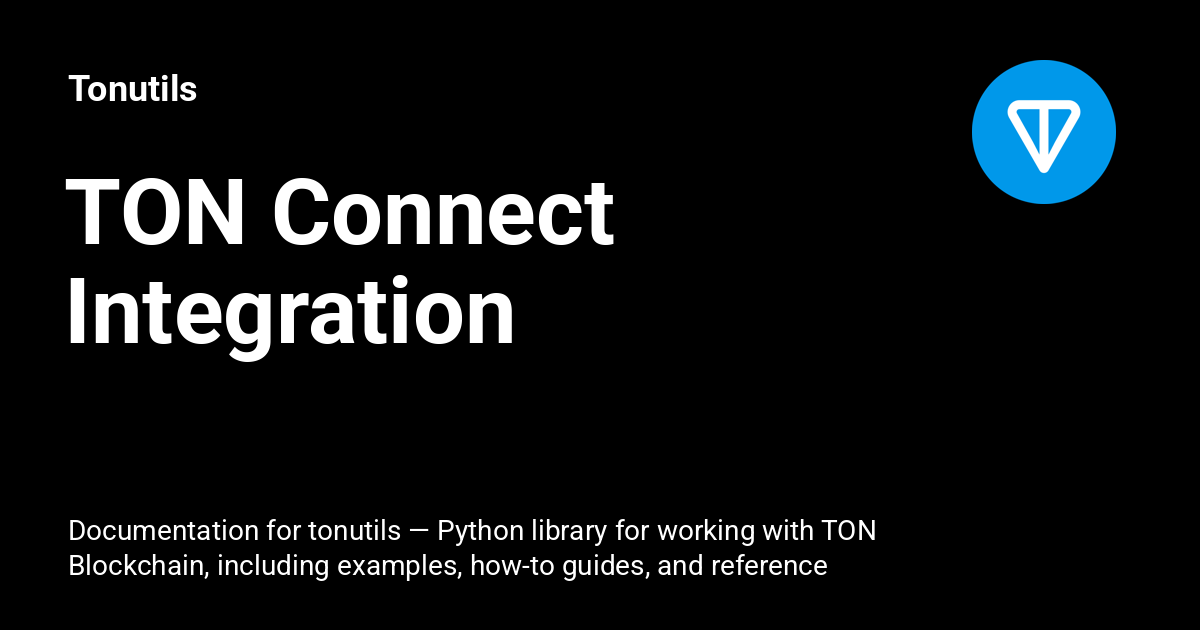 Tonutils
TON Connect
Integration
Documentation for tonutils — Python library for working with TON
Blockchain, including examples, how-to guides, and reference